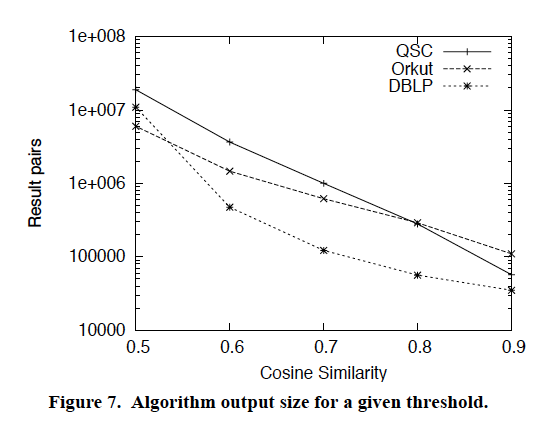 1e+008
1e+007
1e+006
100000
10000
Result pairs
QSC
Orkut
DBLP
0.5 0.6 0.7 0.8 0.9
Cosine Similarity
Figure 7. Algorithm output size for a given threshold.